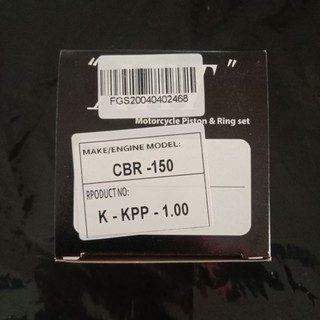 FGS20040402468
Motorcycle Piston & Ring set
MAKE/ENGINE MODEL:
CBR -150
RPODUCT NO:
K - KPP - 1.00